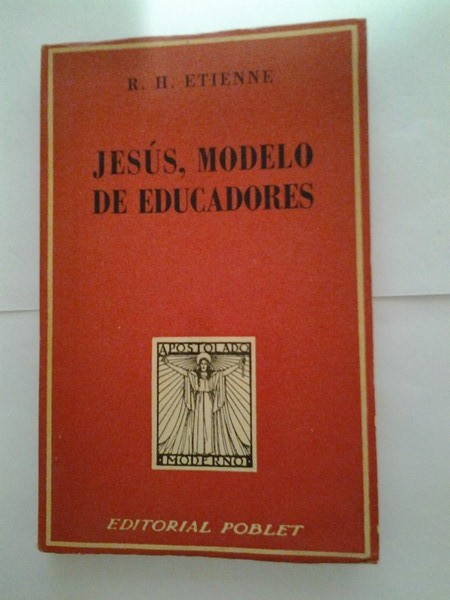 R. H. ETIENNE
JESÚS, MODELO
DE EDUCADORES
APOSTOLADO
MODERNO
EDITORIAL POBLET